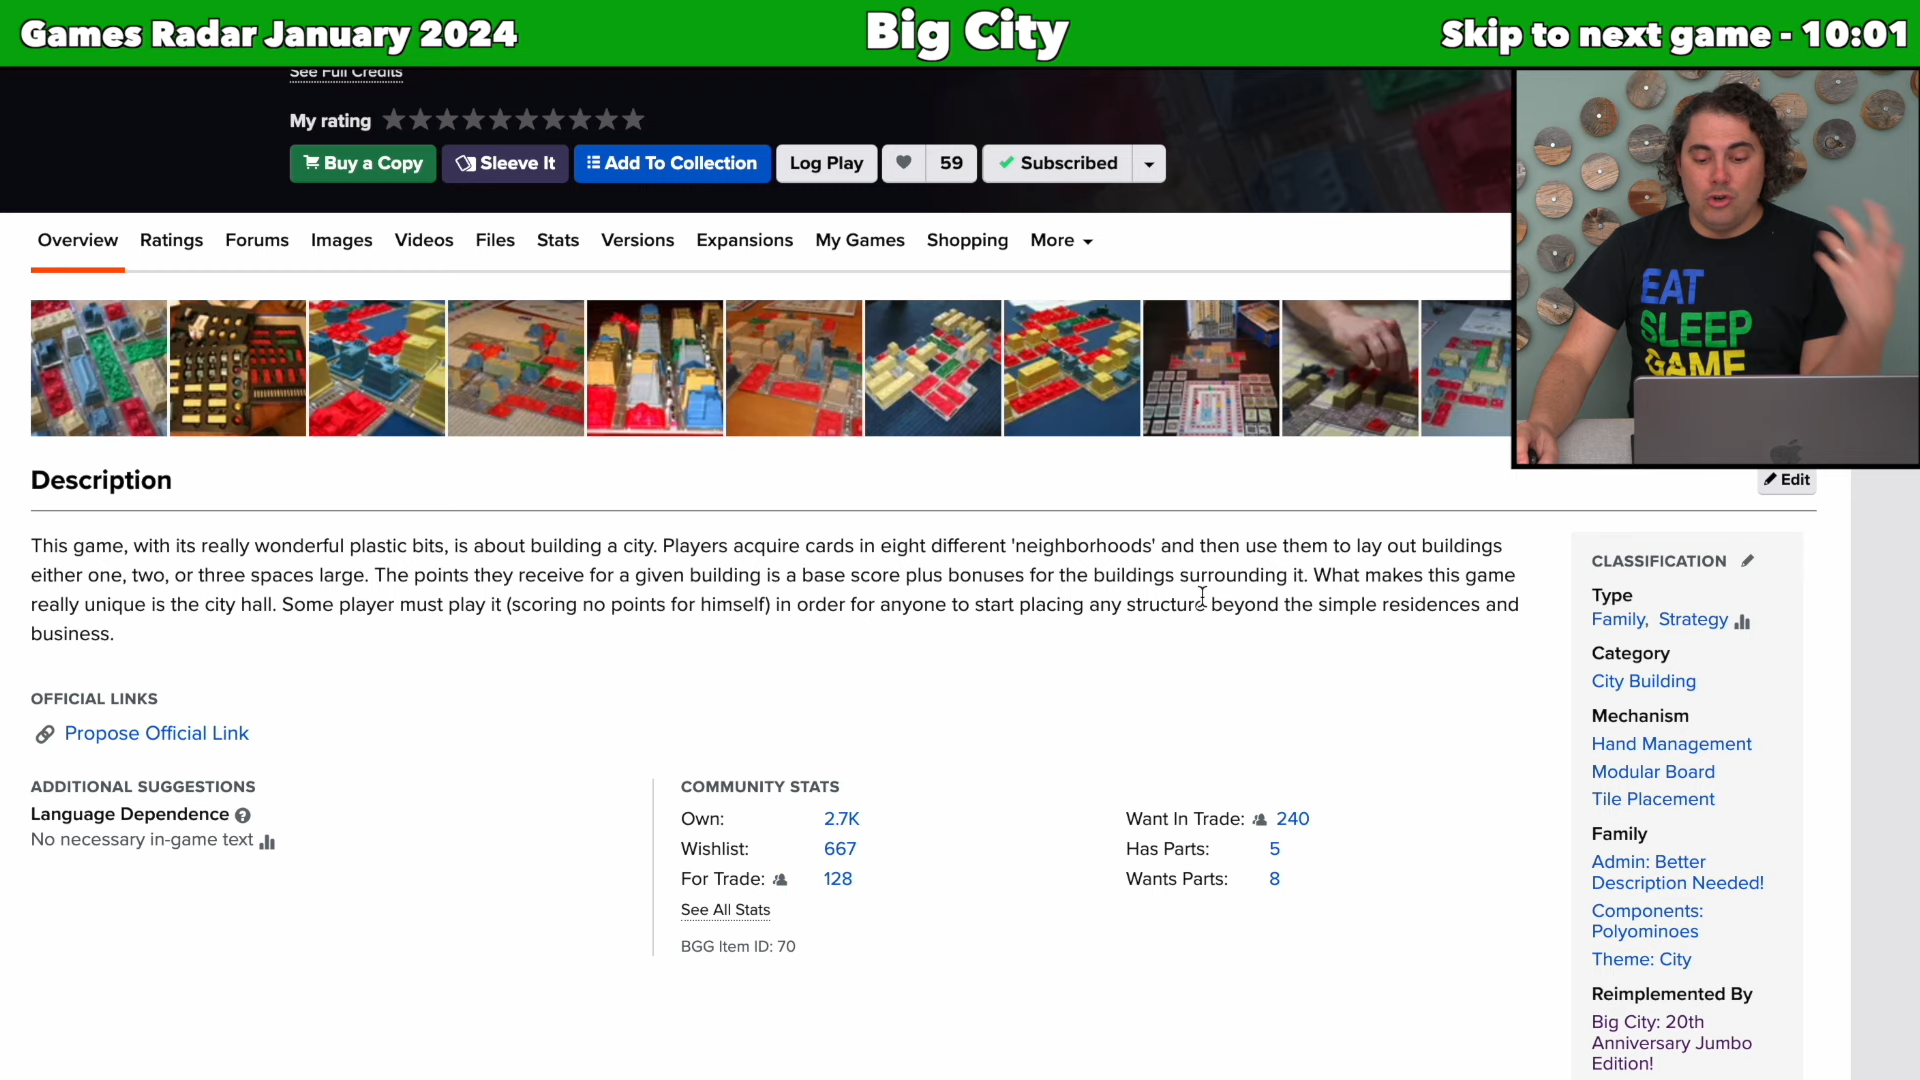 Games Radar January 2024
Big City
Skip to next game - 10:01
See Full Credits
My rating
Buy a Copy
Sleeve It
Add To Collection
Log Play
59
Subscribed
Overview
Ratings
Forums
Images
Videos
Files
Stats
Versions
Expansions
My Games
Shopping
More
EAT
SLEEP
GAME
Description
Edit
This game, with its really wonderful plastic bits, is about building a city. Players acquire cards in eight different 'neighborhoods' and then use them to lay out buildings
either one, two, or three spaces large. The points they receive for a given building is a base score plus bonuses for the buildings surrounding it. What makes this game
really unique is the city hall. Some player must play it (scoring no points for himself) in order for anyone to start placing any structure beyond the simple residences and
business.
OFFICIAL LINKS
Propose Official Link
ADDITIONAL SUGGESTIONS
Language Dependence
No necessary in-game text
COMMUNITY STATS
Own: 2.7K
Wishlist: 667
For Trade: 128
See All Stats
BGG Item ID: 70
Want In Trade: 240
Has Parts: 5
Wants Parts: 8
CLASSIFICATION
Type
Family, Strategy
Category
City Building
Mechanism
Hand Management
Modular Board
Tile Placement
Family
Admin: Better
Description Needed!
Components:
Polyominoes
Theme: City
Reimplemented By
Big City: 20th
Anniversary Jumbo
Edition!